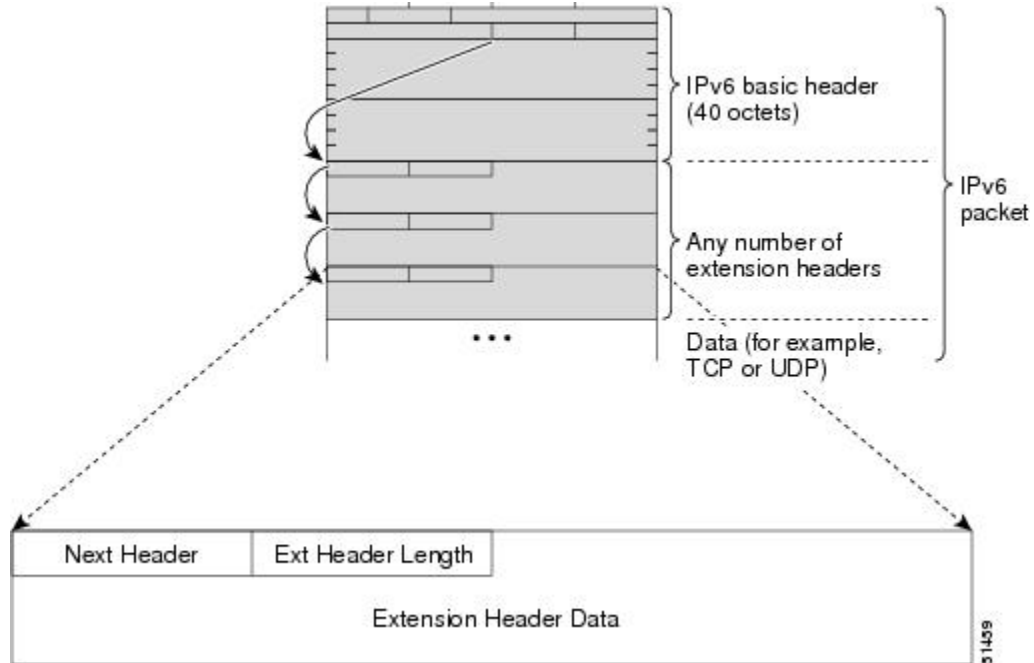 IPv6 basic header
(40 octets)
IPv6
packet
Any number of
extension headers
• • •
Data (for example,
TCP or UDP)
Next Header
Ext Header Length
Extension Header Data
51459